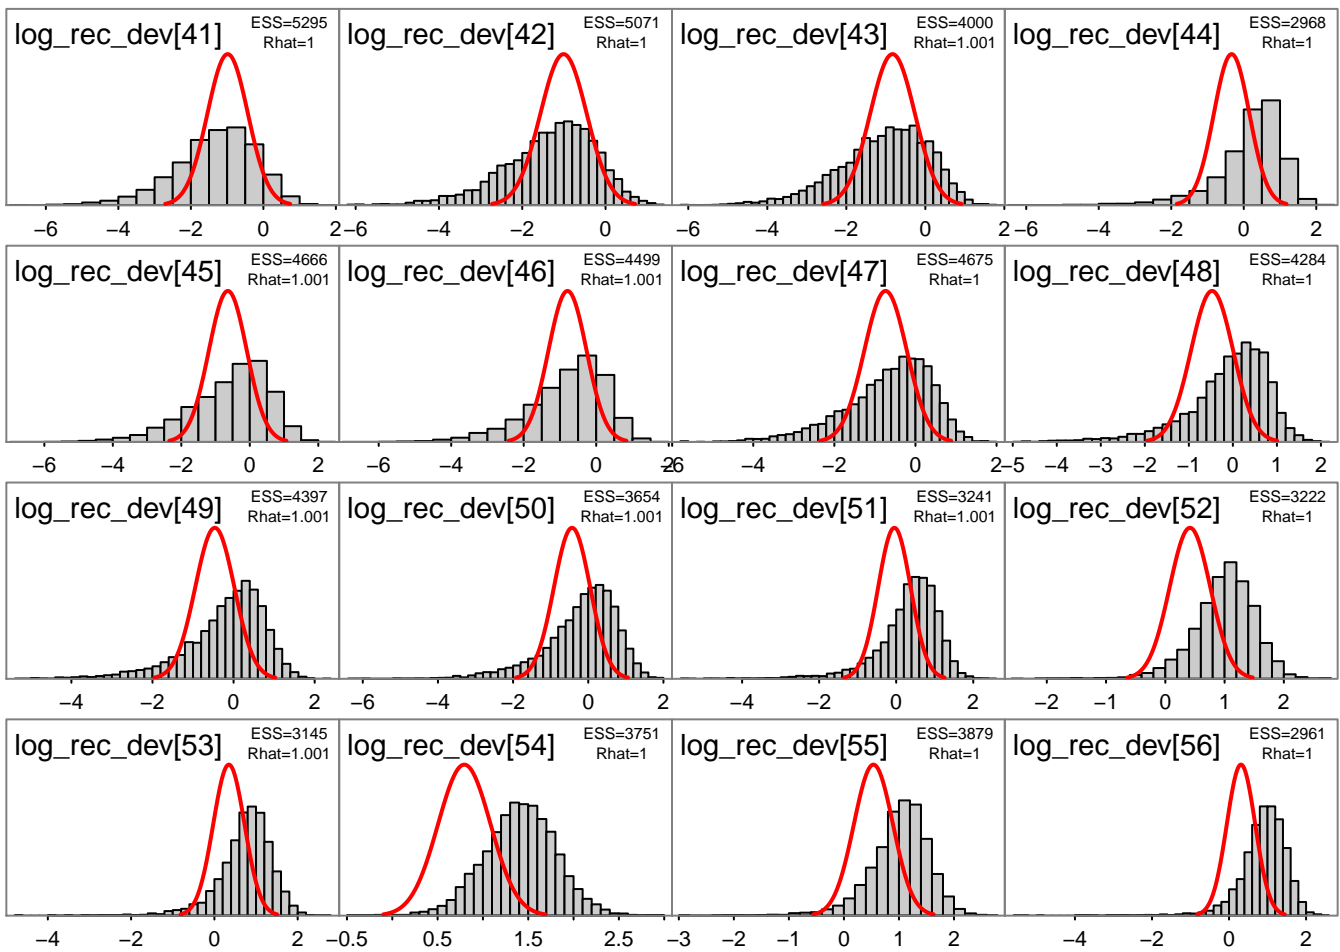 log_rec_dev[41] ESS=5295
Rhat=1
log_rec_dev[42] ESS=5071
Rhat=1
log_rec_dev[43] ESS=4000
Rhat=1.001
log_rec_dev[44] ESS=2968
Rhat=1
−6 −4 −2 0 2
−6 −4 −2 0
−6 −4 −2 0
−6 −4 −2 0 2
log_rec_dev[45] ESS=4666
Rhat=1.001
log_rec_dev[46] ESS=4499
Rhat=1.001
log_rec_dev[47] ESS=4675
Rhat=1
log_rec_dev[48] ESS=4284
Rhat=1
−6 −4 −2 0 2
−6 −4 −2 0 2
−6 −4 −2 0 2
−5 −4 −3 −2 −1 0 1 2
log_rec_dev[49] ESS=4397
Rhat=1.001
log_rec_dev[50] ESS=3654
Rhat=1.001
log_rec_dev[51] ESS=3241
Rhat=1.001
log_rec_dev[52] ESS=3222
Rhat=1
−4 −2 0 2
−6 −4 −2 0 2
−4 −2 0 2
−2 −1 0 1 2
log_rec_dev[53] ESS=3145
Rhat=1.001
log_rec_dev[54] ESS=3751
Rhat=1
log_rec_dev[55] ESS=3879
Rhat=1
log_rec_dev[56] ESS=2961
Rhat=1
−4 −2 0 2
−0.5 0.5 1.5 2.5
−3 −2 −1 0 1 2
−4 −2 0 2